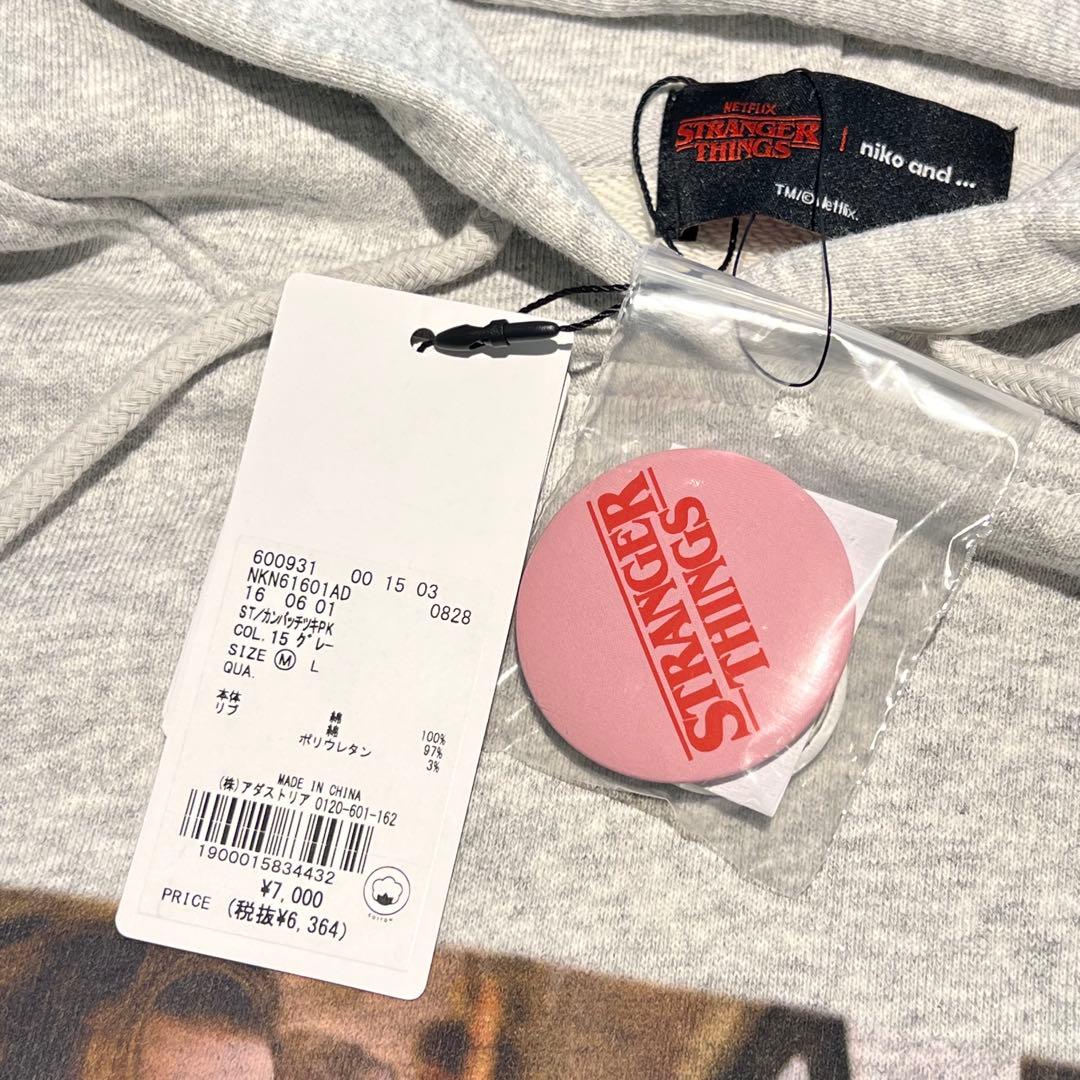 NETFLIX
STRANGER
THINGS
niko and ...
TM/© Netflix.
600931 00 15 03
NKN61601AD 0828
16 06 01
ST/カンバッヂツキPK
COL. 15 グレー
SIZE M L
QUA.
本体 綿 100%
リブ 綿 97%
ポリウレタン 3%
MADE IN CHINA
(株)アダストリア 0120-601-162
1900015834432
¥7,000
PRICE (税抜¥6,364)
STRANGER
THINGS